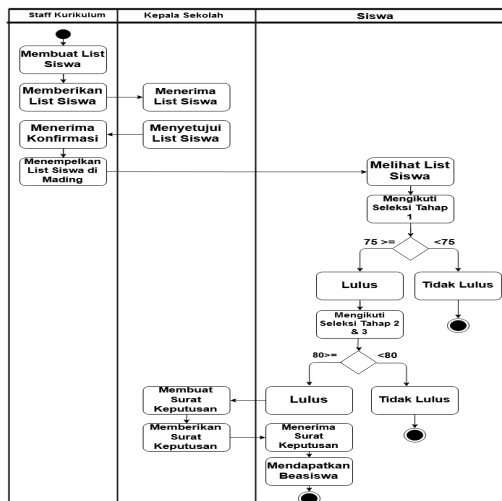 Staff Kurikulum
Kepala Sekolah
Siswa
Membuat List
Siswa
Memberikan
List Siswa
Menerima
List Siswa
Menerima
Konfirmasi
Menyetujui
List Siswa
Menempelkan
List Siswa di
Mading
Melihat List
Siswa
Mengikuti
Seleksi Tahap
1
75 >=
<75
Lulus
Tidak Lulus
Mengikuti
Seleksi Tahap 2
& 3
80>=
<80
Membuat
Surat
Keputusan
Lulus
Tidak Lulus
Memberikan
Surat
Keputusan
Menerima
Surat
Keputusan
Mendapatkan
Beasiswa